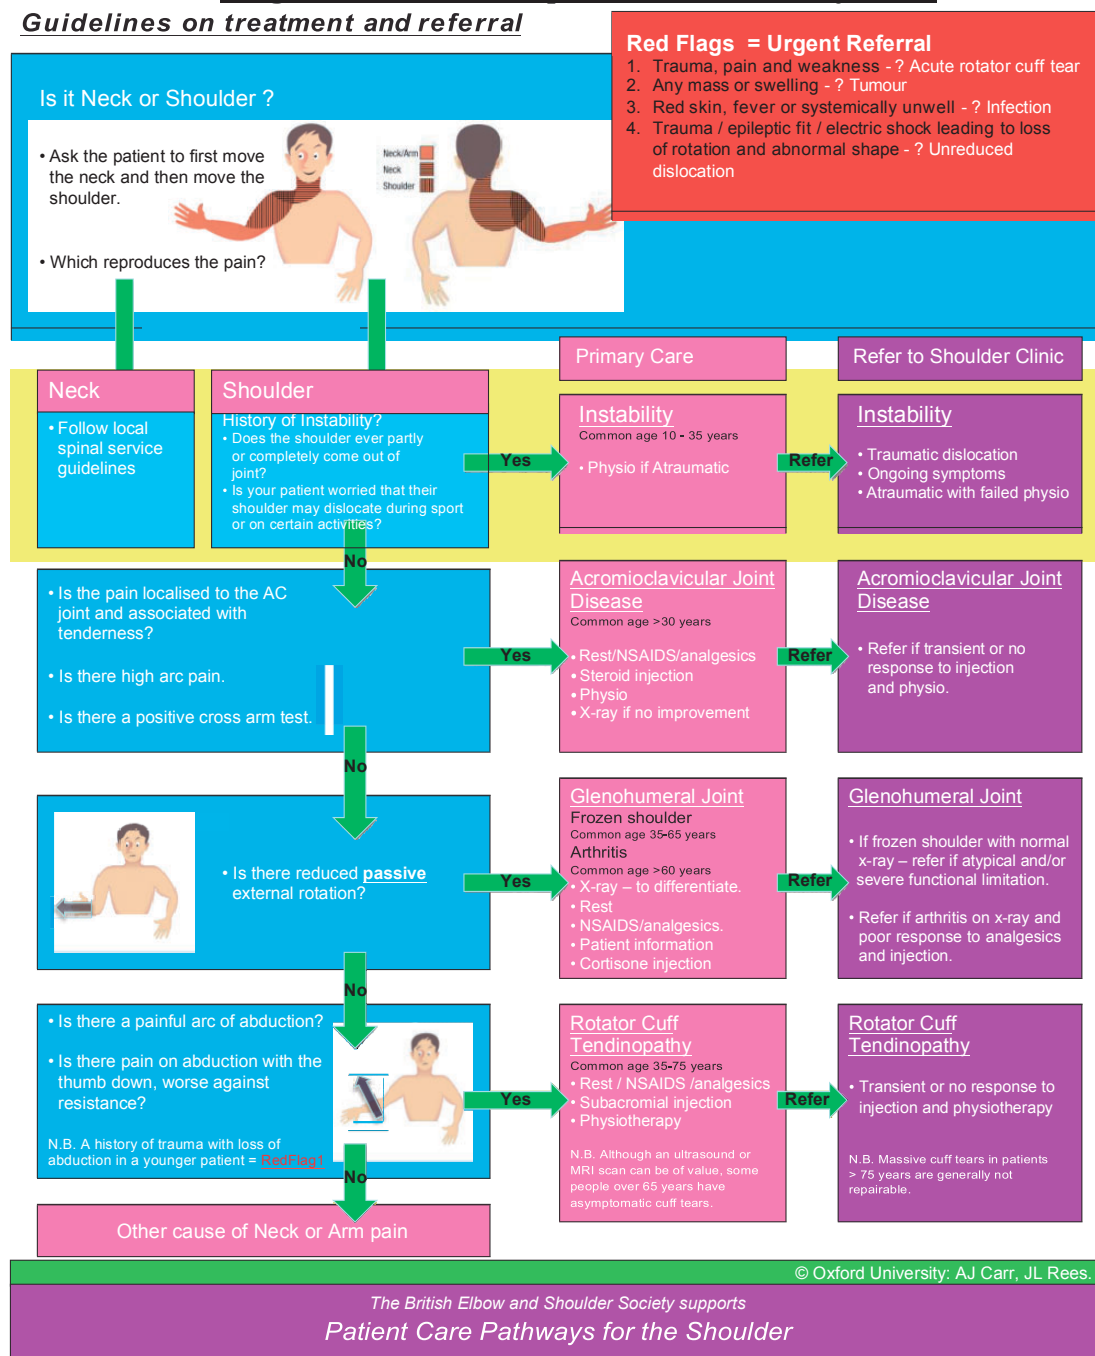 Guidelines on treatment and referral
Red Flags = Urgent Referral
1. Trauma, pain and weakness - ? Acute rotator cuff tear
2. Any mass or swelling - ? Tumour
3. Red skin, fever or systemically unwell - ? Infection
4. Trauma / epileptic fit / electric shock leading to loss
of rotation and abnormal shape - ? Unreduced
dislocation
Is it Neck or Shoulder ?
• Ask the patient to first move
the neck and then move the
shoulder.
• Which reproduces the pain?
Neck/Arm
Neck
Shoulder
Primary Care
Refer to Shoulder Clinic
Neck
• Follow local
spinal service
guidelines
Shoulder
History of Instability?
• Does the shoulder ever partly
or completely come out of
joint?
• Is your patient worried that their
shoulder may dislocate during sport
or on certain activities?
Yes
Instability
Common age 10 - 35 years
• Physio if Atraumatic
Refer
Instability
• Traumatic dislocation
• Ongoing symptoms
• Atraumatic with failed physio
No
• Is the pain localised to the AC
joint and associated with
tenderness?
• Is there high arc pain.
• Is there a positive cross arm test.
Yes
Acromioclavicular Joint
Disease
Common age >30 years
• Rest/NSAIDS/analgesics
• Steroid injection
• Physio
• X-ray if no improvement
Refer
Acromioclavicular Joint
Disease
• Refer if transient or no
response to injection
and physio.
No
• Is there reduced passive
external rotation?
Yes
Glenohumeral Joint
Frozen shoulder
Common age 35-65 years
Arthritis
Common age >60 years
• X-ray – to differentiate.
• Rest
• NSAIDS/analgesics.
• Patient information
• Cortisone injection
Refer
Glenohumeral Joint
• If frozen shoulder with normal
x-ray – refer if atypical and/or
severe functional limitation.
• Refer if arthritis on x-ray and
poor response to analgesics
and injection.
No
• Is there a painful arc of abduction?
• Is there pain on abduction with the
thumb down, worse against
resistance?
N.B. A history of trauma with loss of
abduction in a younger patient = RedFlag1
Yes
Rotator Cuff
Tendinopathy
Common age 35-75 years
• Rest / NSAIDS /analgesics
• Subacromial injection
• Physiotherapy
N.B. Although an ultrasound or
MRI scan can be of value, some
people over 65 years have
asymptomatic cuff tears.
Refer
Rotator Cuff
Tendinopathy
• Transient or no response to
injection and physiotherapy
N.B. Massive cuff tears in patients
> 75 years are generally not
repairable.
No
Other cause of Neck or Arm pain
© Oxford University: AJ Carr, JL Rees.
The British Elbow and Shoulder Society supports
Patient Care Pathways for the Shoulder